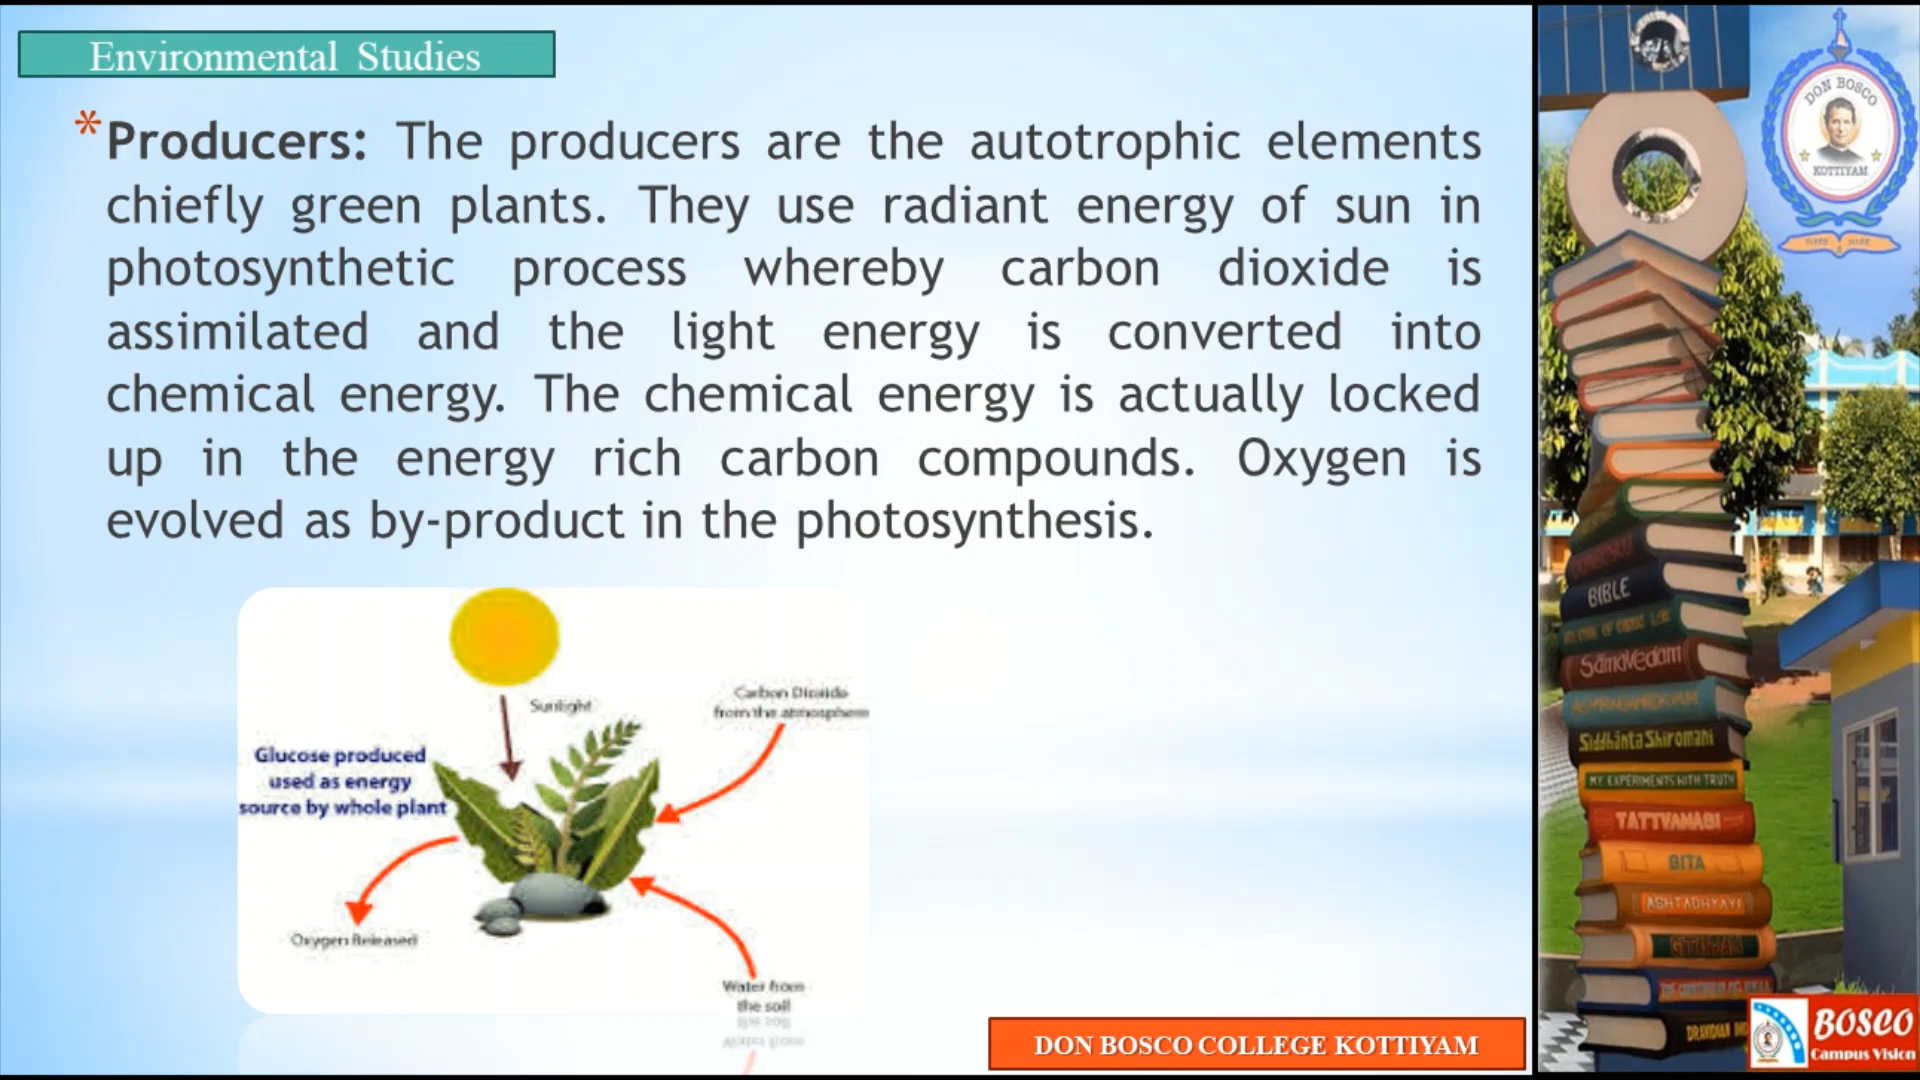 Environmental Studies
* Producers: The producers are the autotrophic elements
chiefly green plants. They use radiant energy of sun in
photosynthetic process whereby carbon dioxide is
assimilated and the light energy is converted into
chemical energy. The chemical energy is actually locked
up in the energy rich carbon compounds. Oxygen is
evolved as by-product in the photosynthesis.
Sunlight
Carbon Dioxide
from the atmosphere
Glucose produced
used as energy
source by whole plant
Oxygen Released
Water from
the soil
DON BOSCO COLLEGE KOTTIYAM
DON BOSCO
KOTTIYAM
BIBLE
SamaVedam
Siddhānta Shiromani
MY EXPERIMENTS WITH TRUTH
TATTVAMASI
GITA
ASHTADHYAYI
BOSCO
Campus Vision